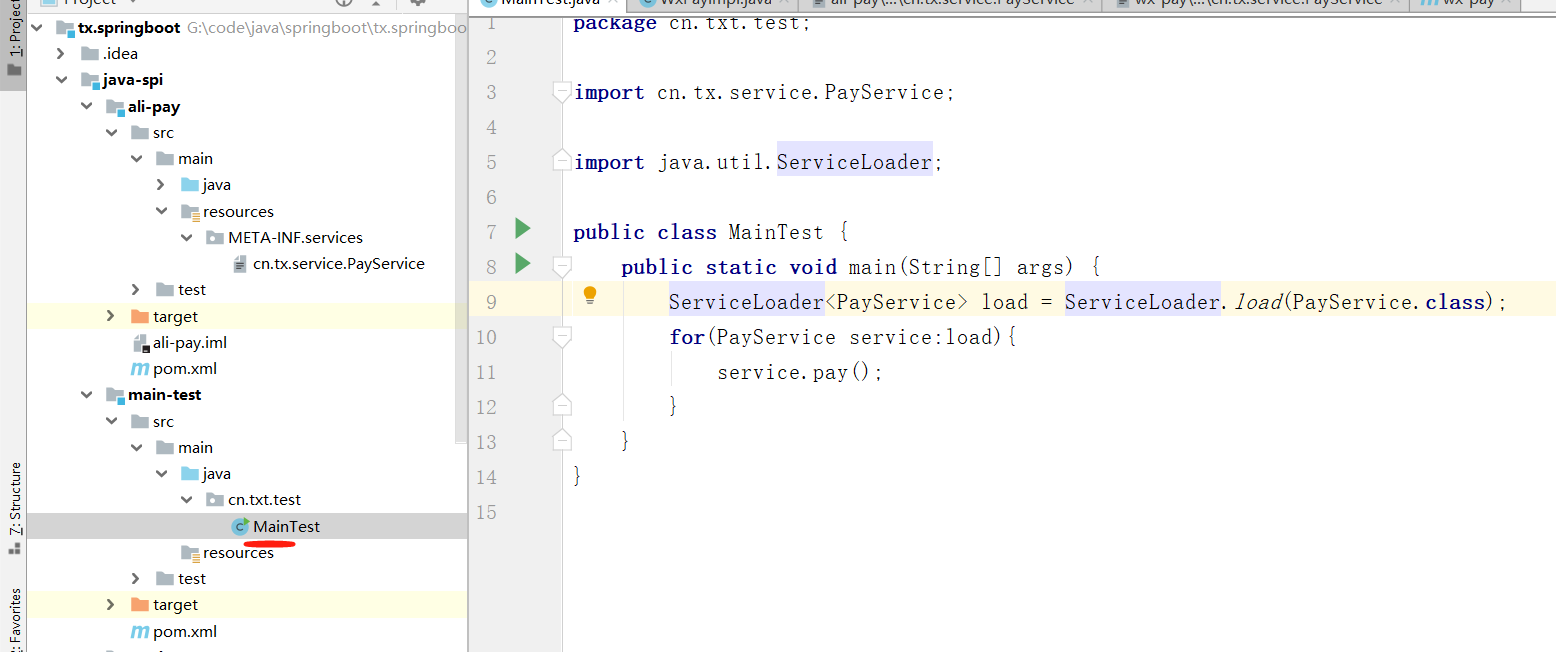 1: Project
Project
tx.springboot G:\code\java\springboot\tx.springboo
.idea
java-spi
ali-pay
src
main
java
resources
META-INF.services
cn.tx.service.PayService
test
target
ali-pay.iml
pom.xml
main-test
src
main
java
cn.txt.test
MainTest
resources
test
target
pom.xml
7: Structure
Favorites
MainTest.java
WxPayImpl.java
ali-pay\...\cn.tx.service.PayService
wx-pay\...\cn.tx.service.PayService
wx-pay
1 package cn.txt.test;
2
3 import cn.tx.service.PayService;
4
5 import java.util.ServiceLoader;
6
7 public class MainTest {
8 public static void main(String[] args) {
9 ServiceLoader<PayService> load = ServiceLoader.load(PayService.class);
10 for(PayService service:load){
11 service.pay();
12 }
13 }
14 }
15